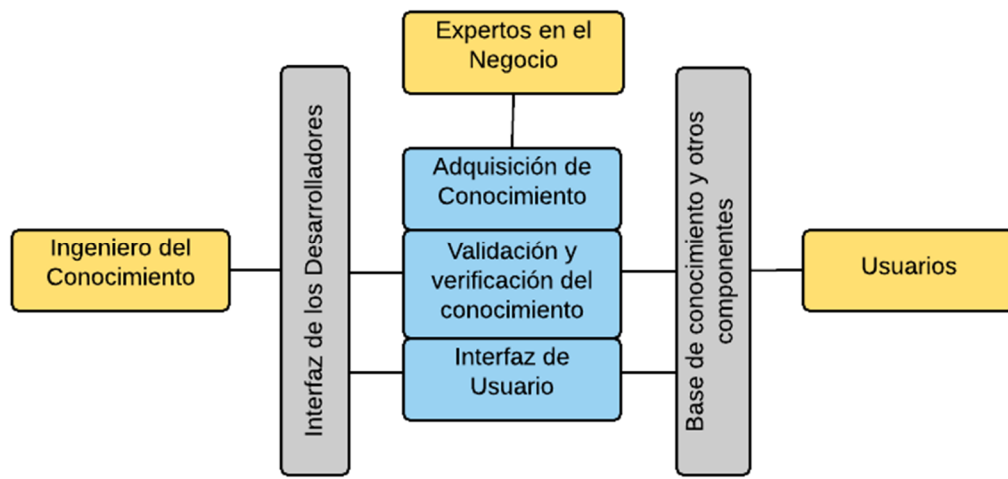 Expertos en el
Negocio
Interfaz de los Desarrolladores
Base de conocimiento y otros
componentes
Adquisición de
Conocimiento
Ingeniero del
Conocimiento
Validación y
verificación del
conocimiento
Usuarios
Interfaz de
Usuario